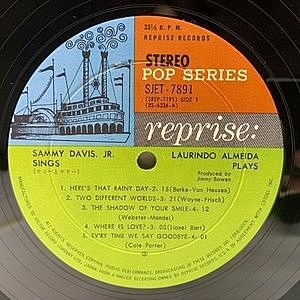 33⅓ R.P.M.
REPRISE RECORDS
STEREO
POP SERIES
SJET-7891
SIDE 1
(RS-6236-A)
reprise:
SAMMY DAVIS, JR.
SINGS
LAURINDO ALMEIDA
PLAYS
Produced by
Jimmy Bowen
1. HERE'S THAT RAINY DAY-2. 15(Burke-Van Heusen)
2. TWO DIFFERENT WORLDS-3. 21(Wayne-Frisch)
3. THE SHADOW OF YOUR SMILE-4. 12
(Webster-Mandel)
4. WHERE IS LOVE?-3. 00(Lionel Bart)
5. EV'RY TIME WE SAY GOODBYE-4. 01
(Cole Porter)